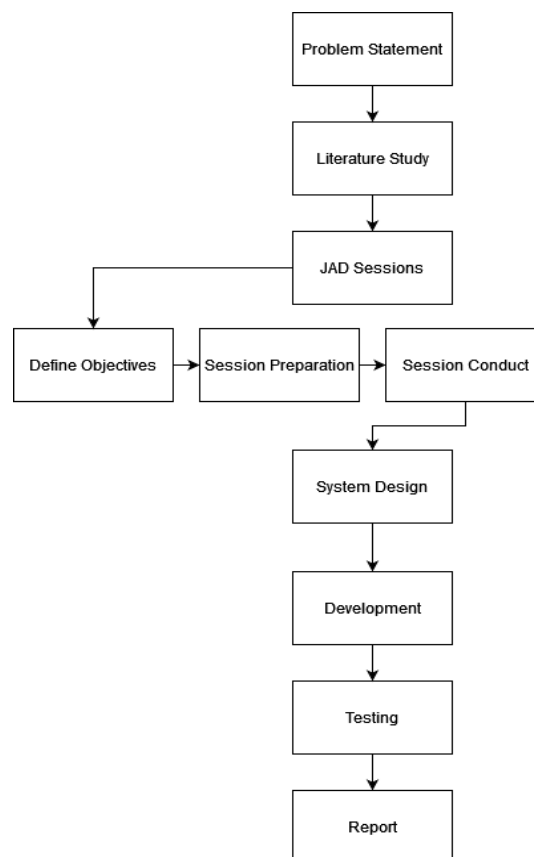 Problem Statement
Literature Study
JAD Sessions
Define Objectives
Session Preparation
Session Conduct
System Design
Development
Testing
Report